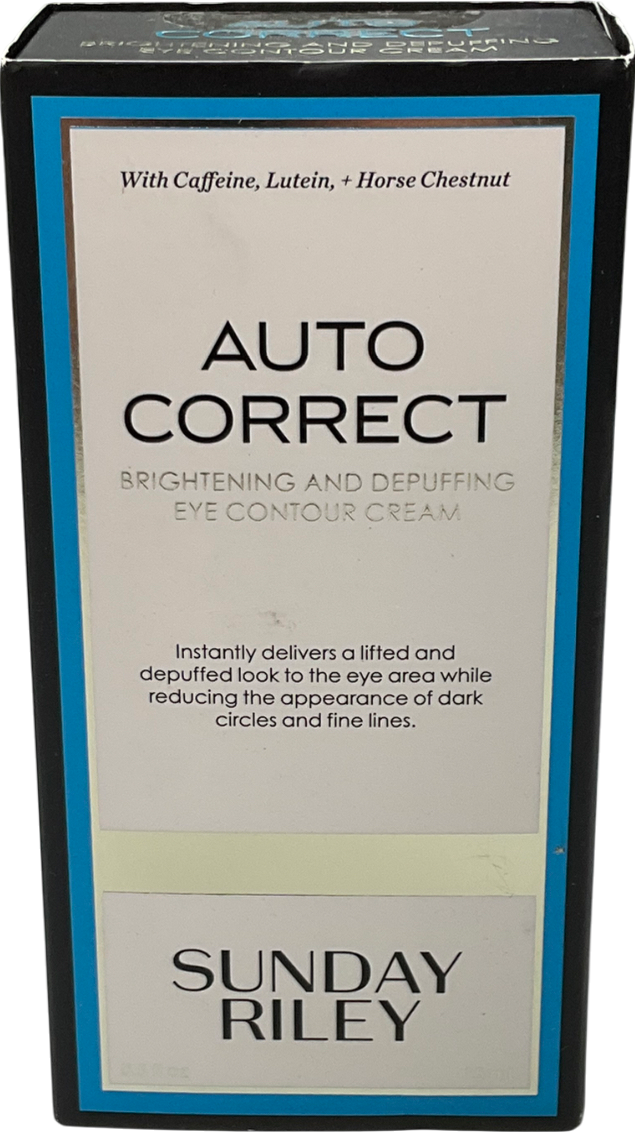 AUTO
CORRECT
BRIGHTENING AND DEPUFFING
EYE CONTOUR CREAM
With Caffeine, Lutein, + Horse Chestnut
AUTO
CORRECT
BRIGHTENING AND DEPUFFING
EYE CONTOUR CREAM
Instantly delivers a lifted and
depuffed look to the eye area while
reducing the appearance of dark
circles and fine lines.
SUNDAY
RILEY